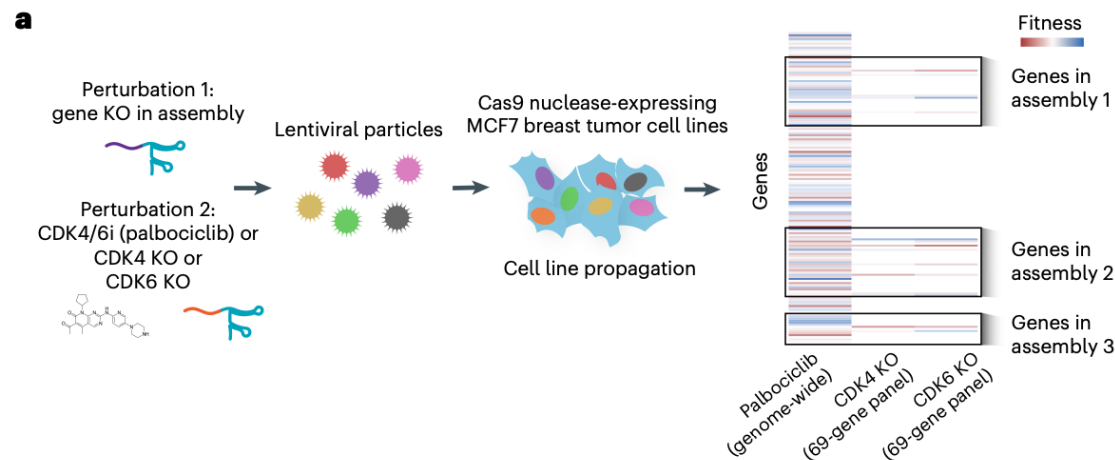 a
Perturbation 1:
gene KO in assembly
Perturbation 2:
CDK4/6i (palbociclib) or
CDK4 KO or
CDK6 KO
Lentiviral particles
Cas9 nuclease-expressing
MCF7 breast tumor cell lines
Cell line propagation
Genes
Fitness
Genes in
assembly 1
Genes in
assembly 2
Genes in
assembly 3
Palbociclib
(genome-wide)
CDK4 KO
(69-gene panel)
CDK6 KO
(69-gene panel)